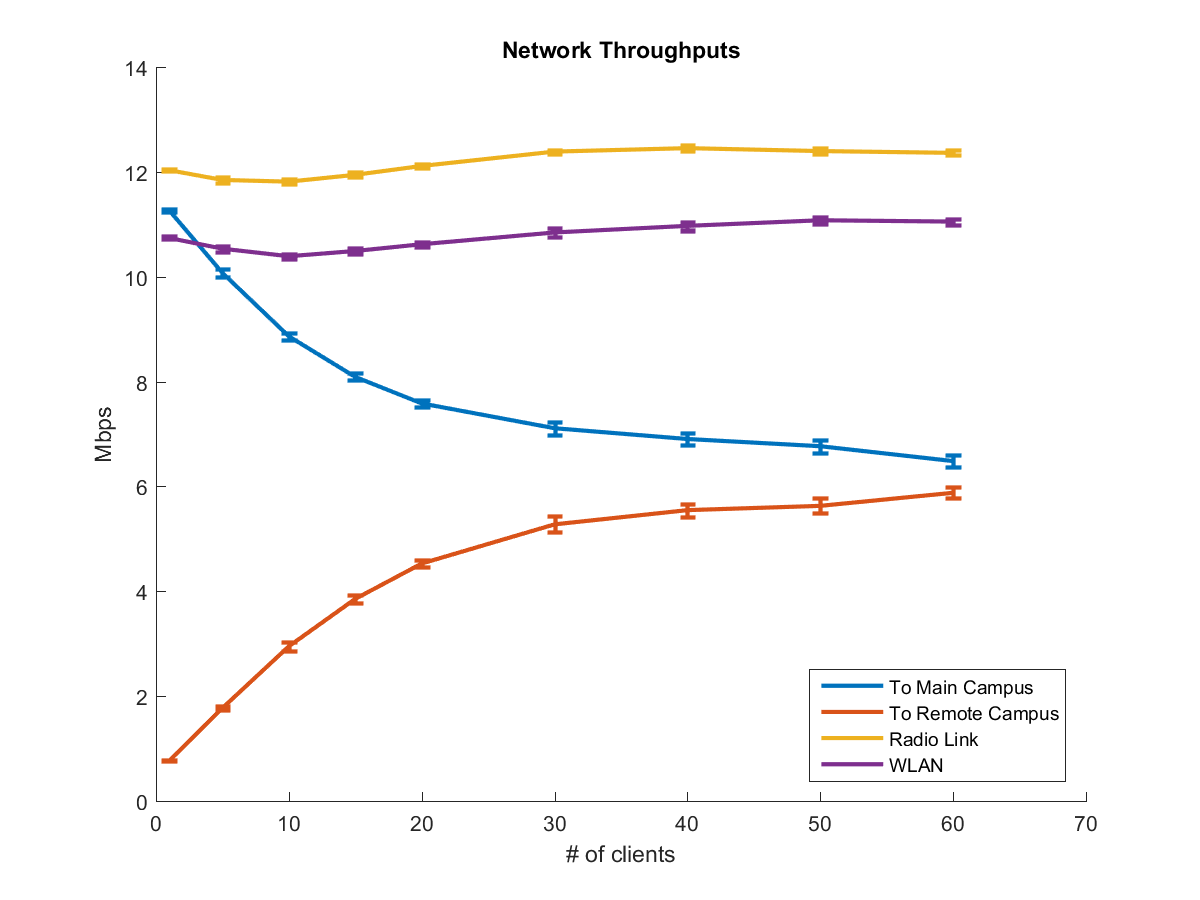 Network Throughputs
14
12
10
8
6
4
2
0
Mbps
0 10 20 30 40 50 60 70
# of clients
To Main Campus
To Remote Campus
Radio Link
WLAN